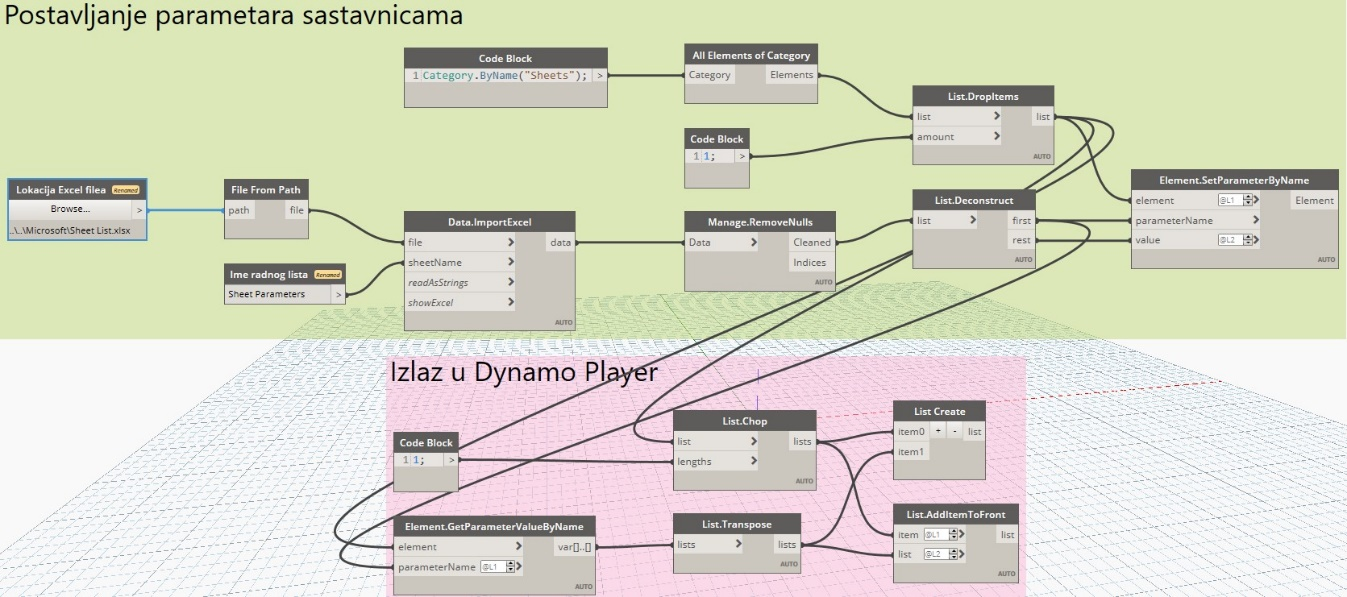 Postavljanje parametara sastavnicama
Code Block
1 Category.ByName("Sheets"); >
All Elements of Category
Category Elements
List.DropItems
list > list
amount >
AUTO
Code Block
1 1; >
Lokacija Excel filea Renamed
Browse... >
..\..\Microsoft\Sheet List.xlsx
File From Path
path file
Ime radnog lista Renamed
Sheet Parameters >
Data.ImportExcel
file > data
sheetName >
readAsStrings >
showExcel >
AUTO
Manage.RemoveNulls
Data > Cleaned
Indices
AUTO
List.Deconstruct
list > first
rest
AUTO
Element.SetParameterByName
element @L1 > Element
parameterName >
value @L2 >
AUTO
Izlaz u Dynamo Player
Code Block
1 1; >
List.Chop
list > lists
lengths >
AUTO
List Create
item0 + - list
item1
Element.GetParameterValueByName
element > var[]..[]
parameterName @L1 >
AUTO
List.Transpose
lists > lists
AUTO
List.AddItemToFront
item @L1 > list
list @L2 >
AUTO